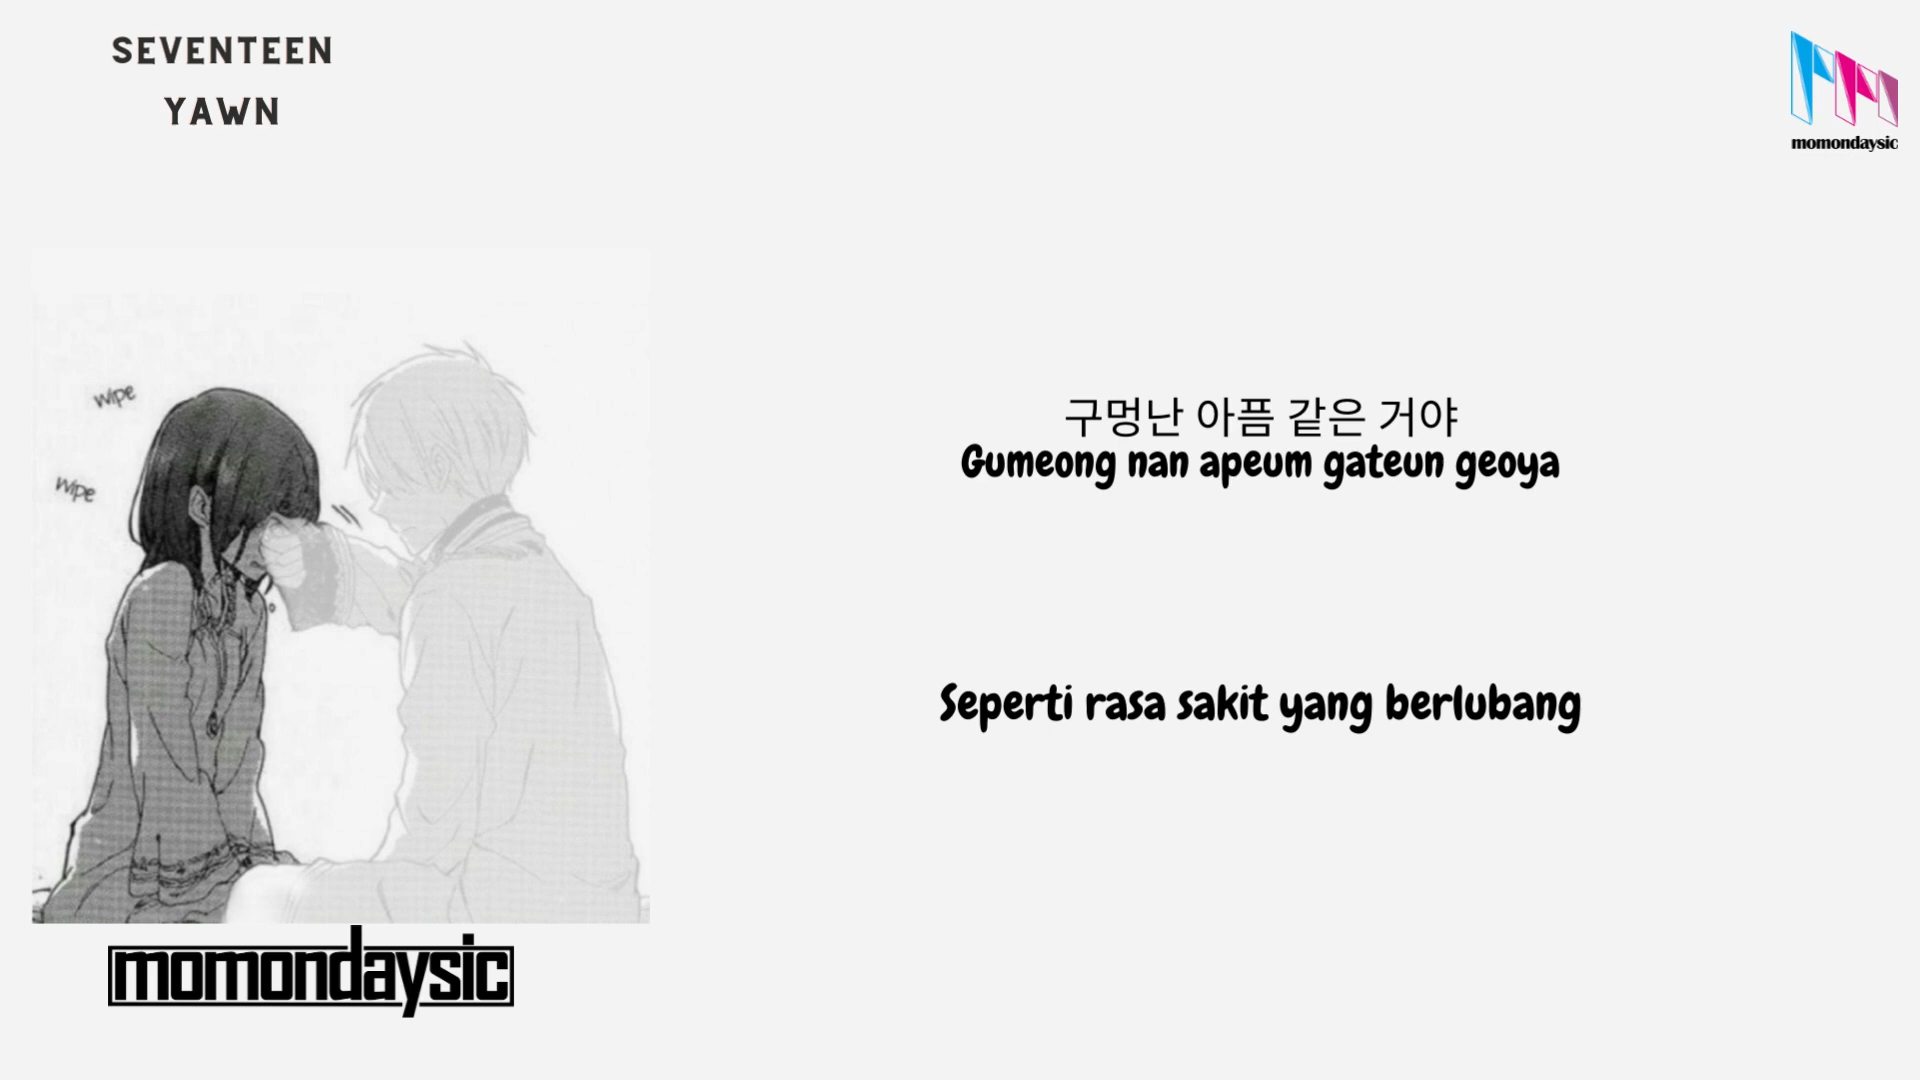 SEVENTEEN
YAWN
momondaysic
wipe
wipe
구멍난 아픔 같은 거야
Gumeong nan apeum gateun geoya
Seperti rasa sakit yang berlubang
momondaysic